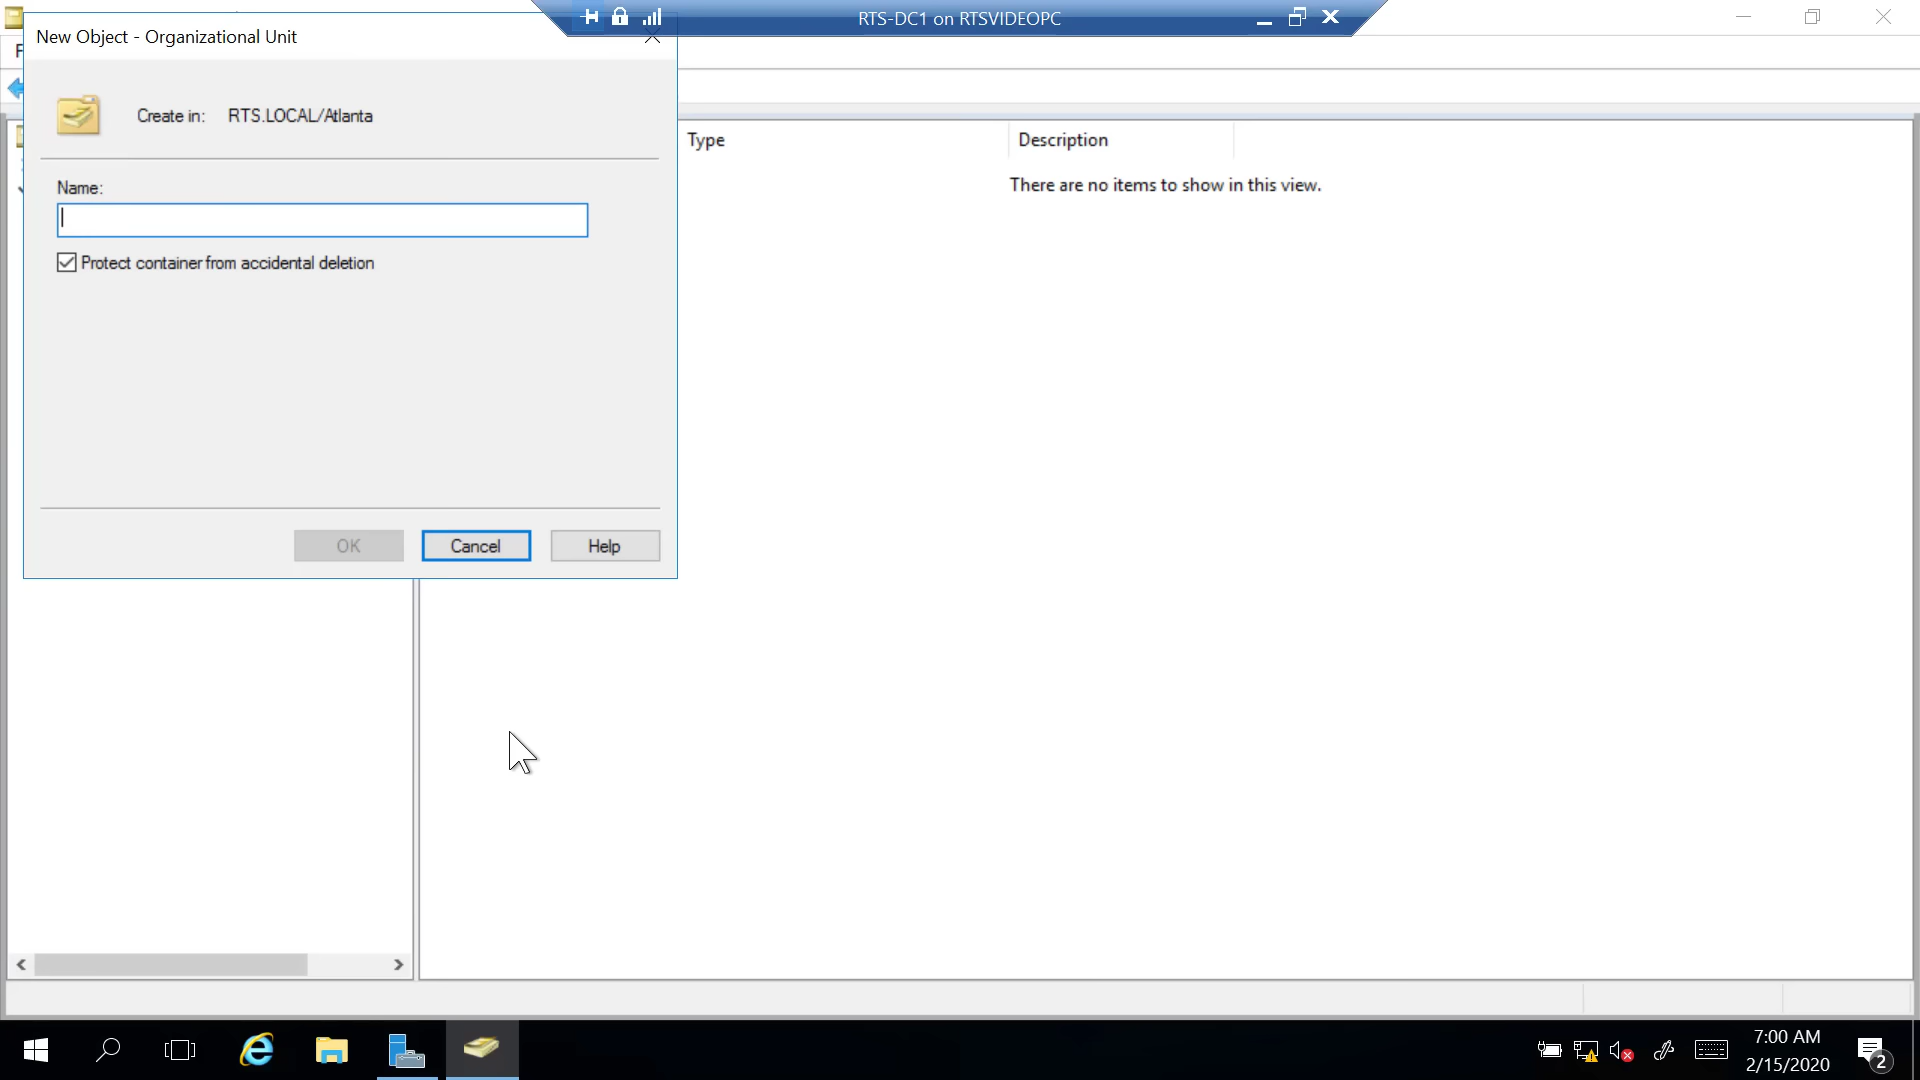 RTS-DC1 on RTSVIDEOPC
New Object - Organizational Unit
F
Create in: RTS.LOCAL/Atlanta
Type Description
There are no items to show in this view.
Name:
Protect container from accidental deletion
OK Cancel Help
7:00 AM
2/15/2020
2